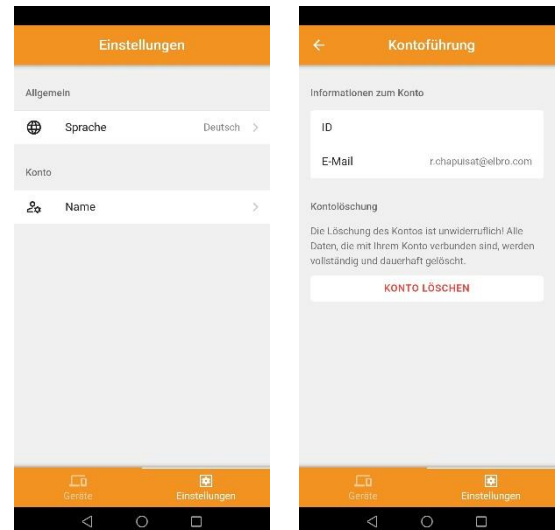 Einstellungen
Allgemein
Sprache
Deutsch
Konto
Name
Geräte
Einstellungen
Kontoführung
Informationen zum Konto
ID
E-Mail
r.chapuisat@elbro.com
Kontolöschung
Die Löschung des Kontos ist unwiderruflich! Alle
Daten, die mit Ihrem Konto verbunden sind, werden
vollständig und dauerhaft gelöscht.
KONTO LÖSCHEN
Geräte
Einstellungen